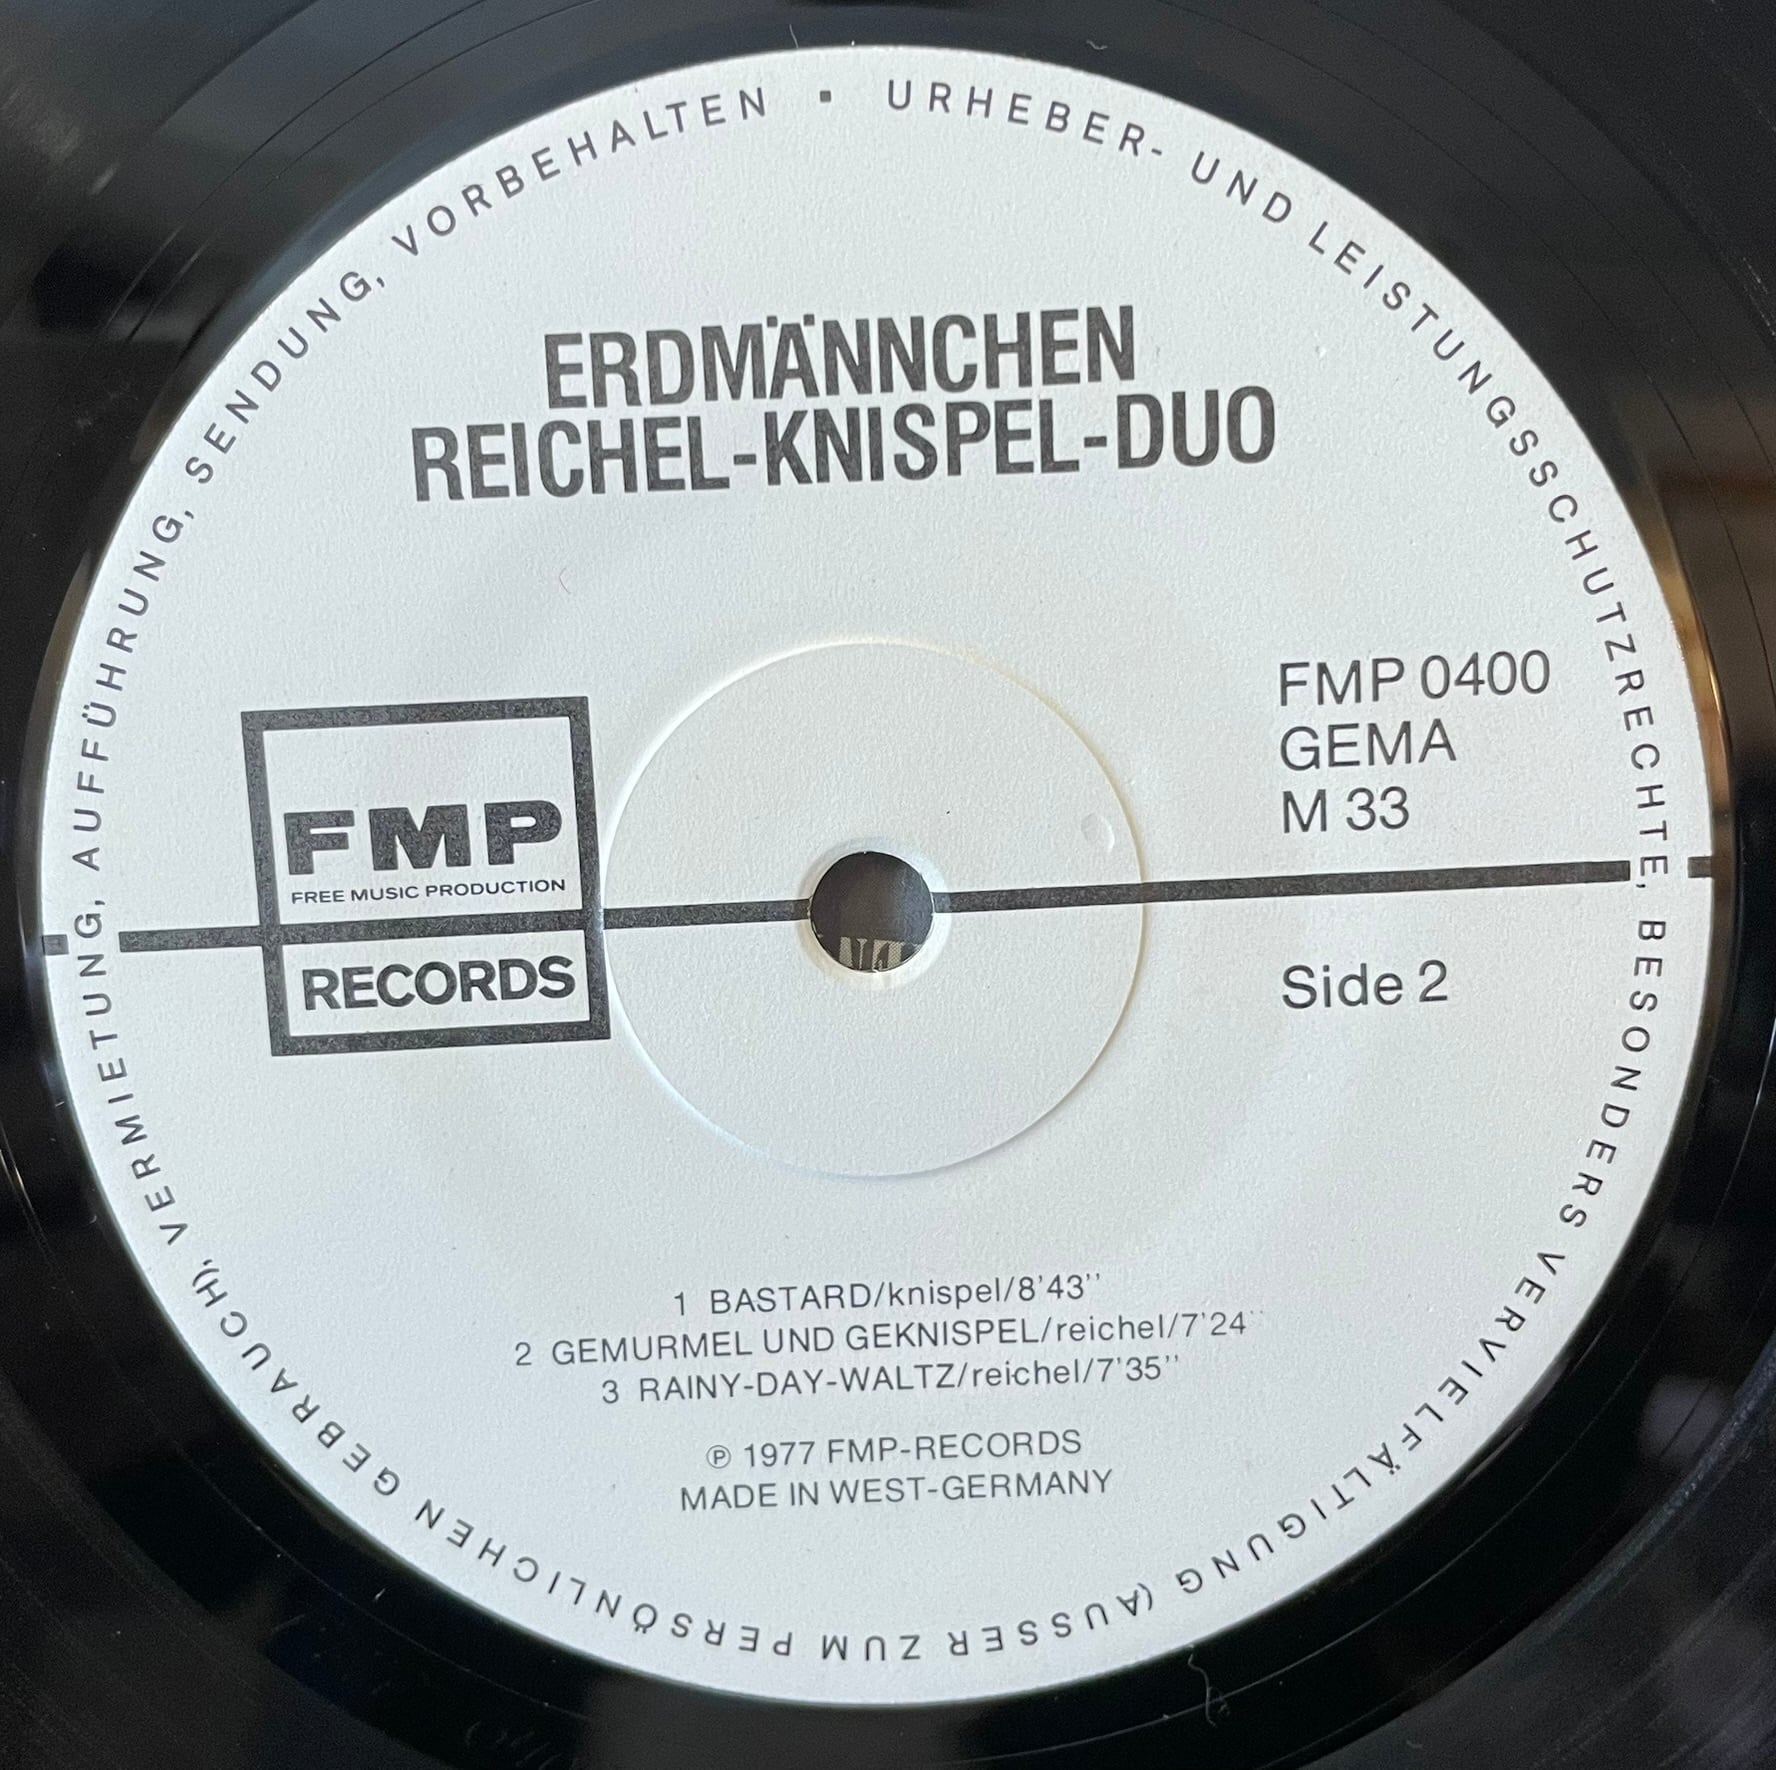 URHEBER- UND LEISTUNGSSCHUTZRECHTE, BESONDERS VERVIELFÄLTIGUNG (AUSSER ZUM PERSÖNLICHEN GEBRAUCH), VERMIETUNG, AUFFÜHRUNG, SENDUNG, VORBEHALTEN ▪
ERDMÄNNCHEN
REICHEL-KNISPEL-DUO
FMP 0400
GEMA
M 33
FMP
FREE MUSIC PRODUCTION
RECORDS
Side 2
1 BASTARD/knispel/8'43''
2 GEMURMEL UND GEKNISPEL/reichel/7'24''
3 RAINY-DAY-WALTZ/reichel/7'35''
℗ 1977 FMP-RECORDS
MADE IN WEST-GERMANY